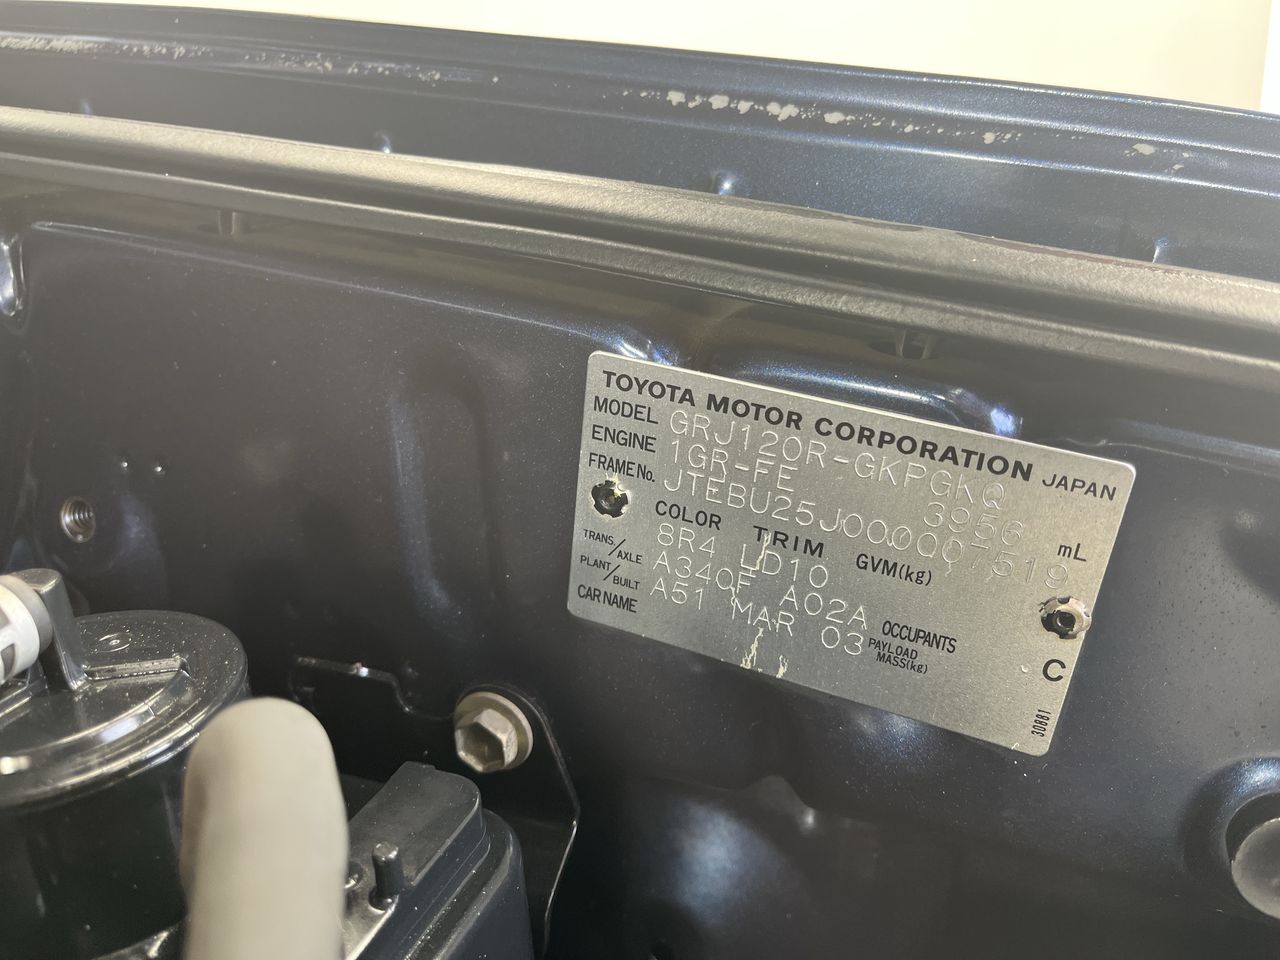 TOYOTA MOTOR CORPORATION JAPAN
MODEL GRJ120R-GKPGKQ
ENGINE 1GR-FE 3956 mL
FRAME No. JTEBU25J000007519
COLOR TRIM GVM(kg)
8R4 LD10
TRANS./AXLE A340F A02A
PLANT/BUILT A51 MAR 03 OCCUPANTS
CAR NAME PAYLOAD MASS(kg)
C
30881